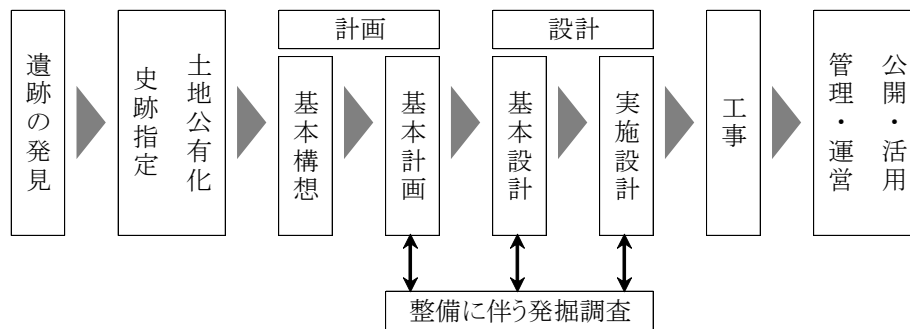 遺跡の発見
土地公有化
史跡指定
計画
基本構想
基本計画
設計
基本設計
実施設計
工事
公開・活用
管理・運営
整備に伴う発掘調査